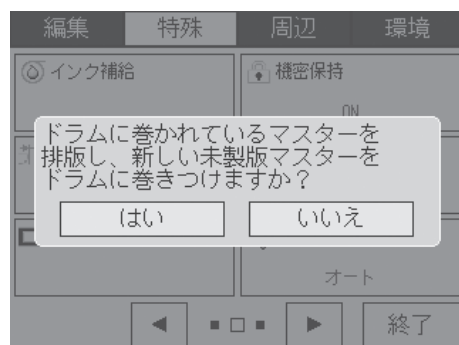 編集 特殊 周辺 環境
インク補給 機密保持
ON
ドラムに巻かれているマスターを
排版し、新しい未製版マスターを
ドラムに巻きつけますか?
はい いいえ
オート
終了